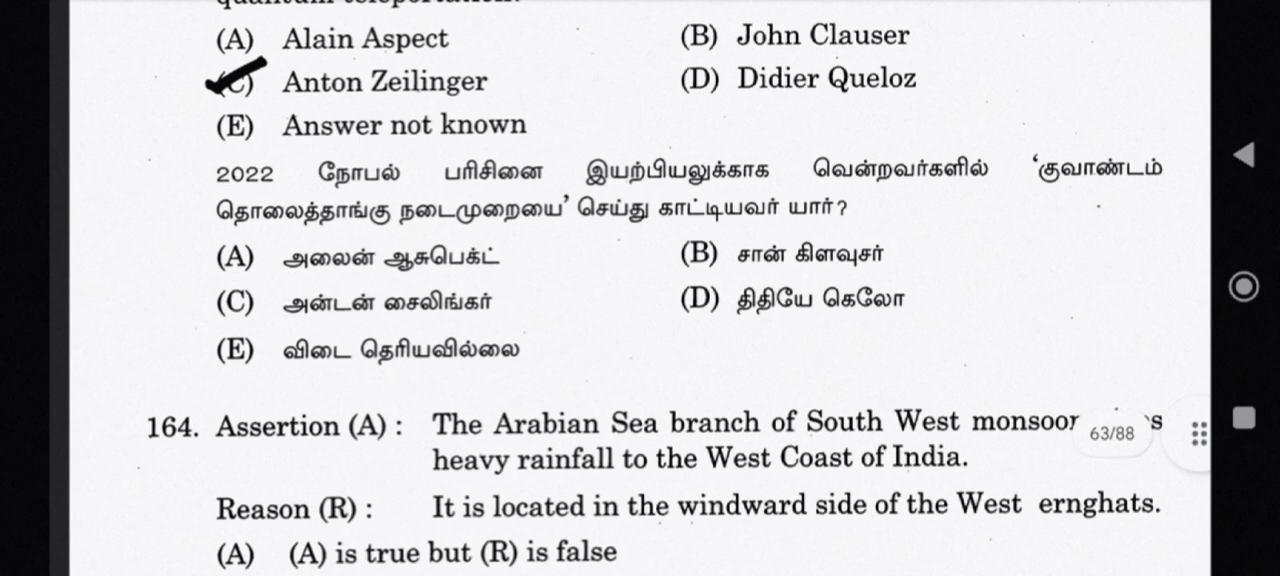 (A) Alain Aspect (B) John Clauser
(C) Anton Zeilinger (D) Didier Queloz
(E) Answer not known
2022 நோபல் பரிசினை இயற்பியலுக்காக வென்றவர்களில் ‘குவாண்டம்
தொலைத்தாங்கு நடைமுறையை’ செய்து காட்டியவர் யார்?
(A) அலைன் ஆசுபெக்ட் (B) சான் கிளவுசர்
(C) அன்டன் சைலிங்கர் (D) திதியே கெலோ
(E) விடை தெரியவில்லை
164. Assertion (A) : The Arabian Sea branch of South West
63/88
heavy rainfall to the West Coast of India.
Reason (R) : It is located in the windward side of the West ernghats.
(A) (A) is true but (R) is false